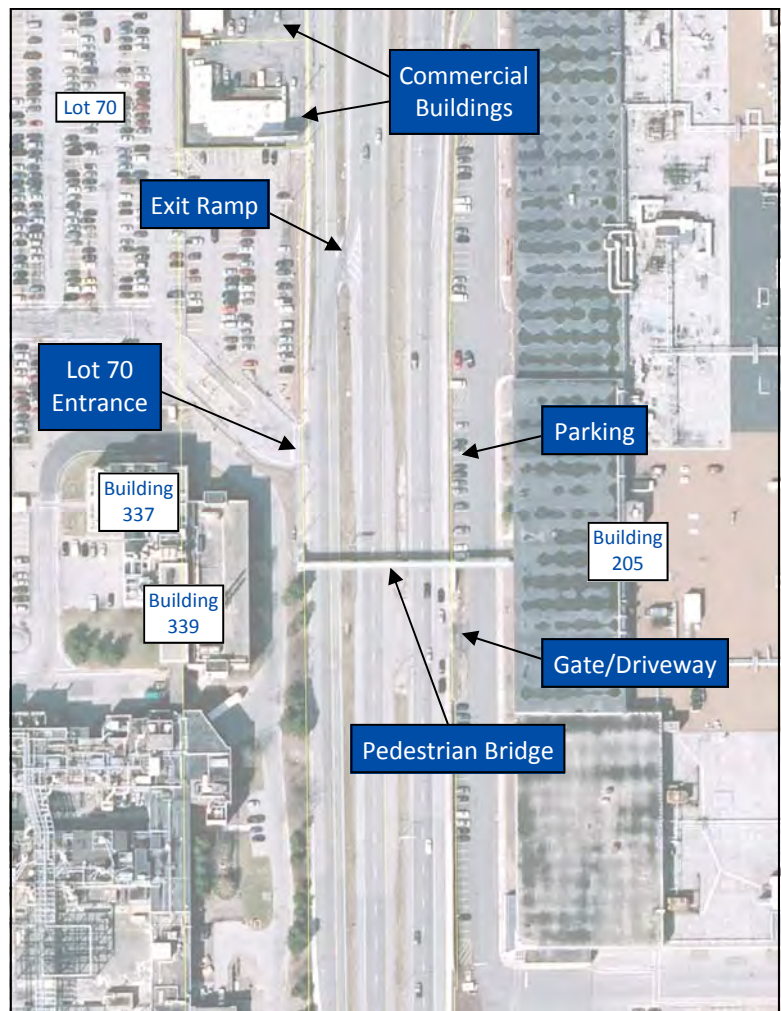 Commercial
Buildings
Lot 70
Exit Ramp
Lot 70
Entrance
Parking
Building
337
Building
205
Building
339
Gate/Driveway
Pedestrian Bridge